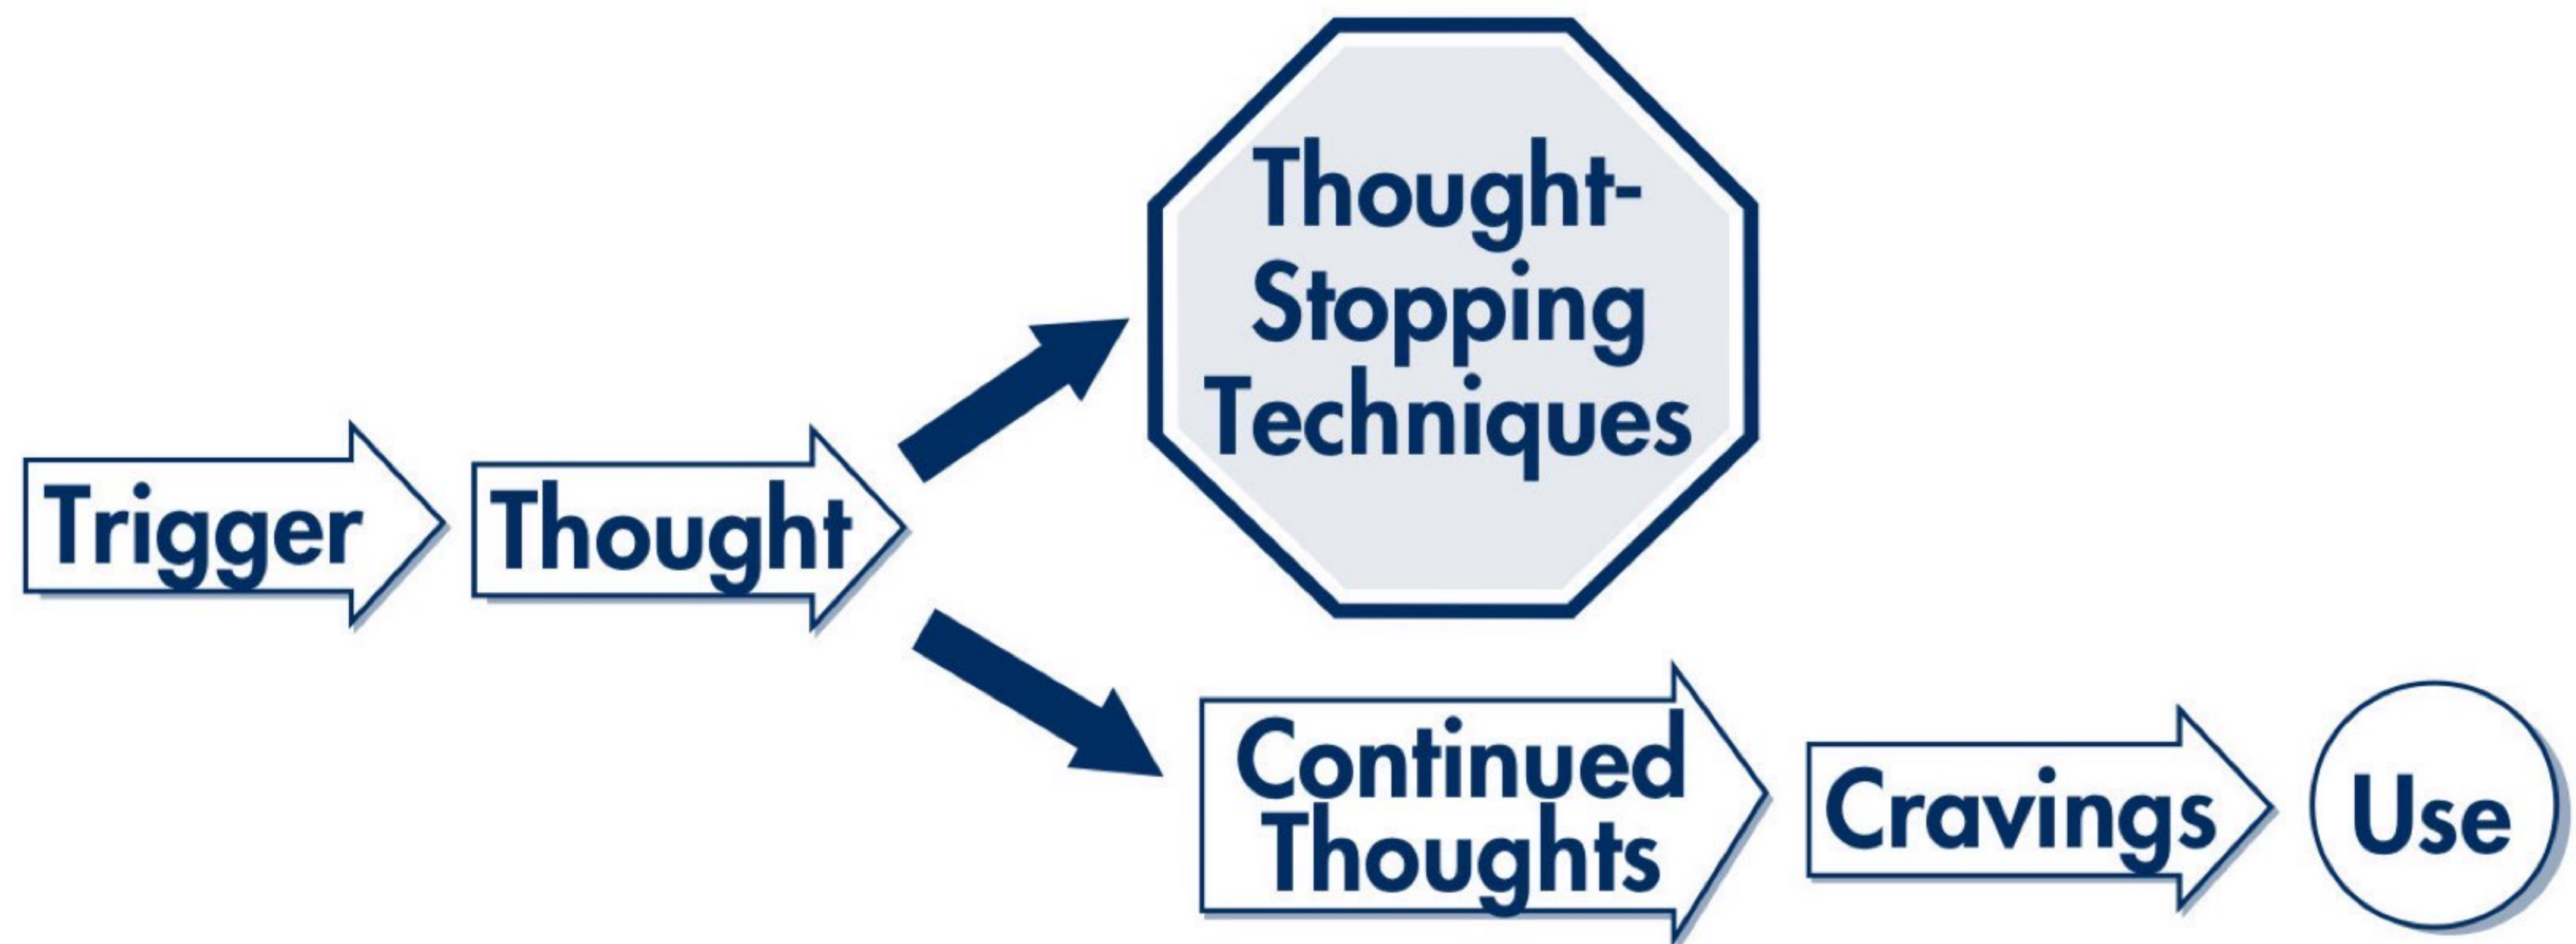 Trigger
Thought
Thought-
Stopping
Techniques
Continued
Thoughts
Cravings
Use